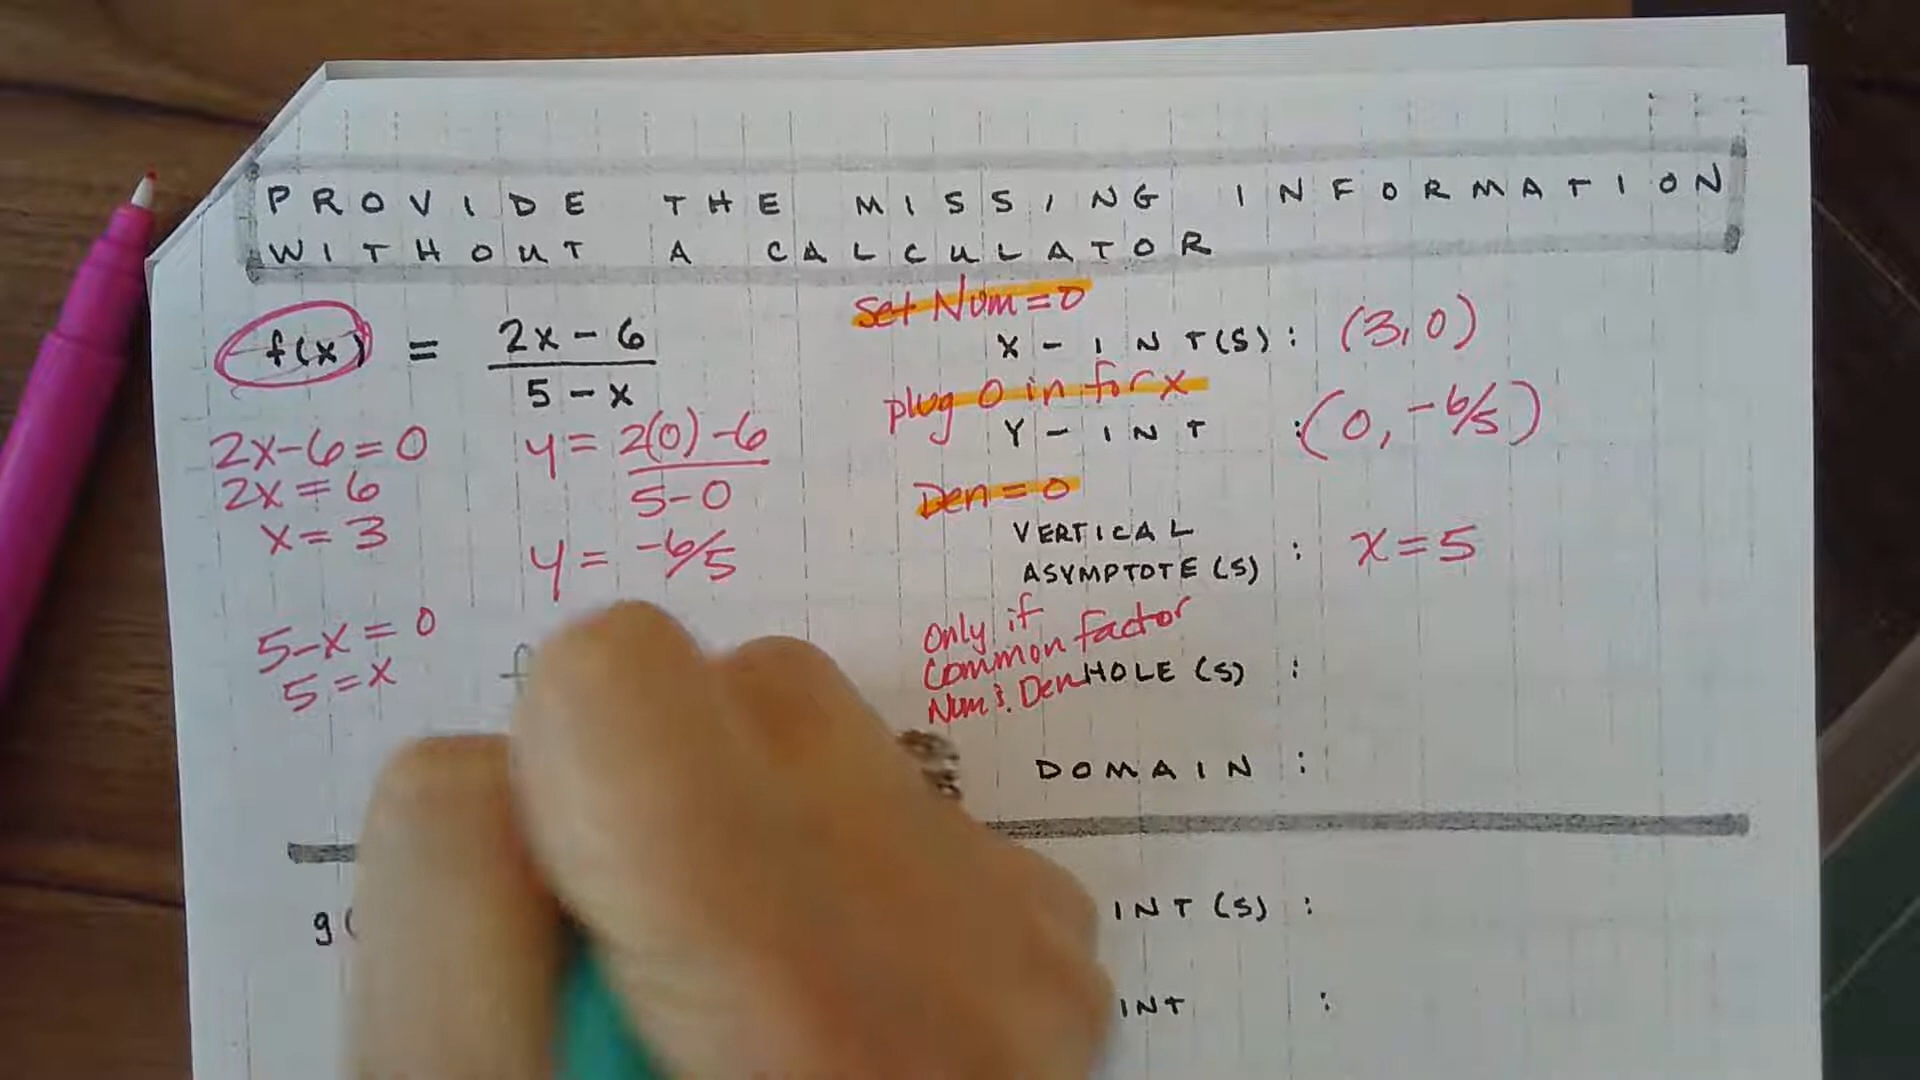 PROVIDE THE MISSING INFORMATION
WITHOUT A CALCULATOR
f(x) = 2x - 6
5 - x
2x-6=0
2x=6
x=3
y = 2(0)-6
5-0
y = -6/5
5-x=0
5=x
f
Set Num=0
X-INT(S): (3,0)
plug 0 in for x
Y-INT : (0, -6/5)
Den=0
VERTICAL
ASYMPTOTE(S) : x=5
Only if
Common factor
Num & Den
HOLE(S) :
DOMAIN :
g(
INT(S) :
INT :